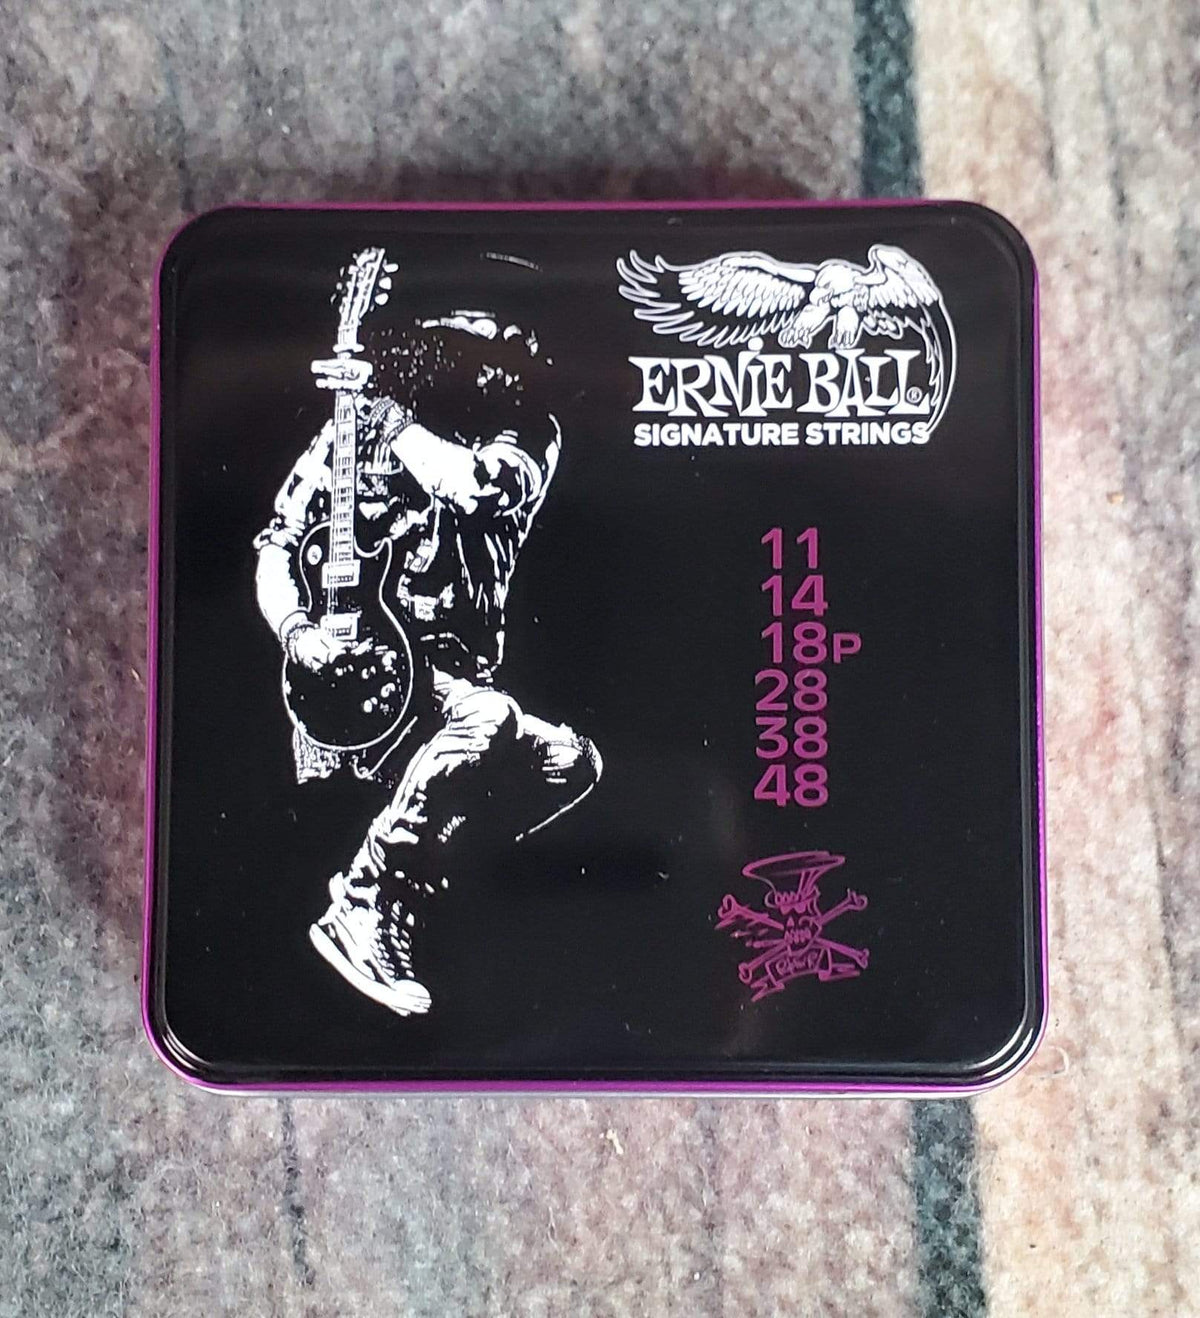 ERNiE BALL®
SIGNATURE STRINGS
11
14
18P
28
38
48